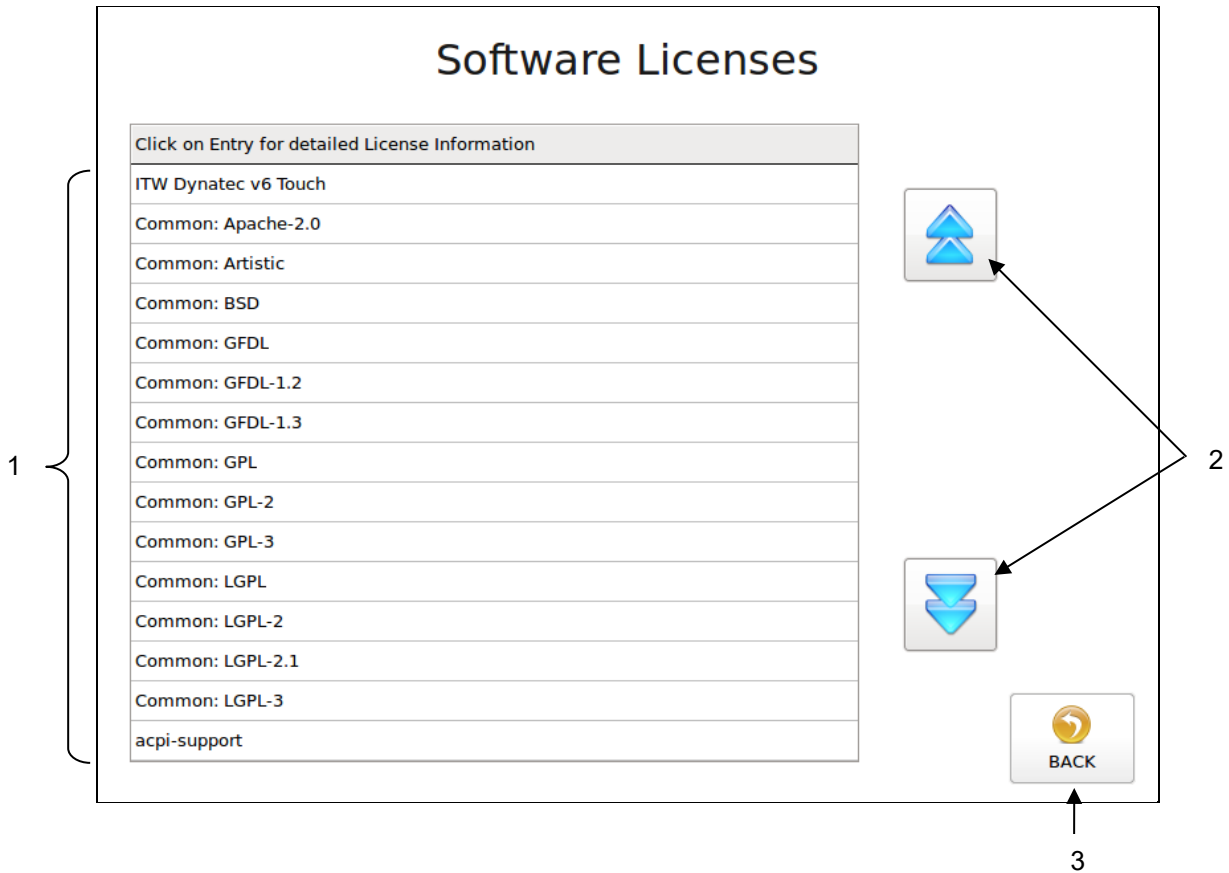 Software Licenses
Click on Entry for detailed License Information
ITW Dynatec v6 Touch
Common: Apache-2.0
Common: Artistic
Common: BSD
Common: GFDL
Common: GFDL-1.2
Common: GFDL-1.3
Common: GPL
Common: GPL-2
Common: GPL-3
Common: LGPL
Common: LGPL-2
Common: LGPL-2.1
Common: LGPL-3
acpi-support
BACK
1
2
3